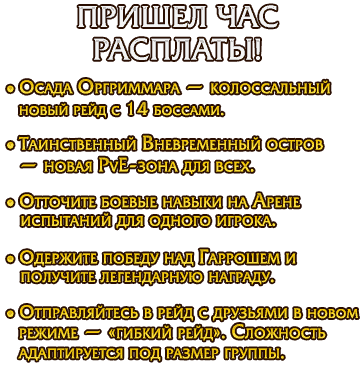 ПРИШЕЛ ЧАС
РАСПЛАТЫ!
• Осада Оргриммара — колоссальный
новый рейд с 14 боссами.
• Таинственный Вневременный остров
— новая PvE-зона для всех.
• Отточите боевые навыки на Арене
испытаний для одного игрока.
• Одержите победу над Гаррошем и
получите легендарную награду.
• Отправляйтесь в рейд с друзьями в новом
режиме — «гибкий рейд». Сложность
адаптируется под размер группы.